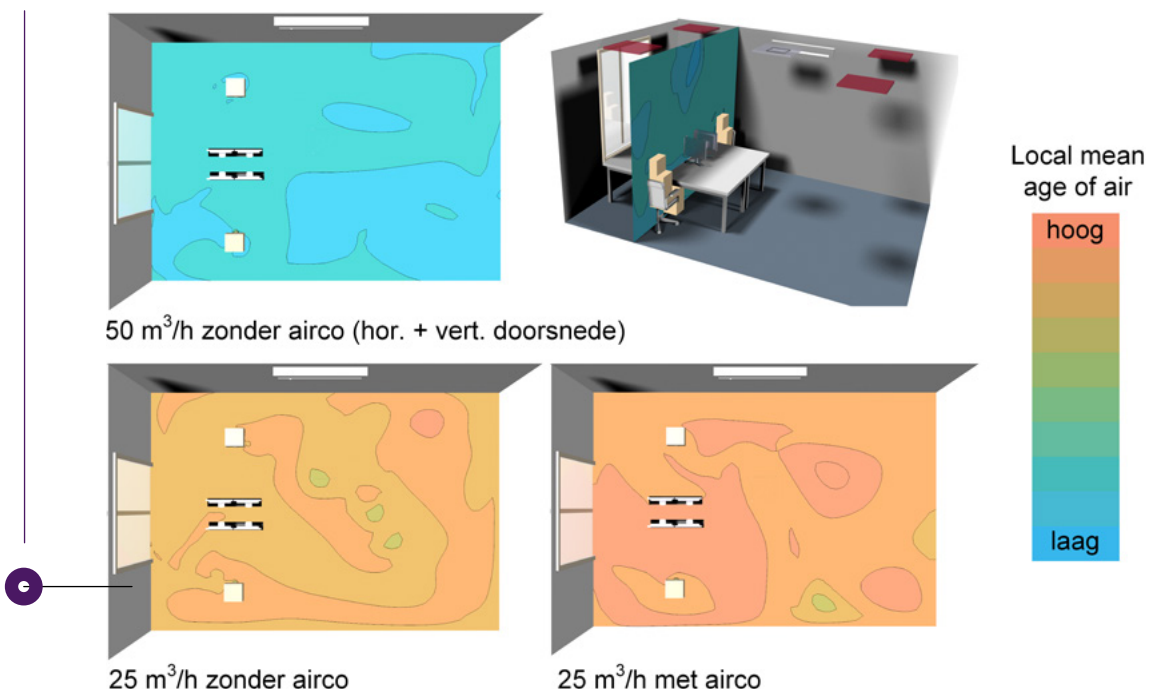 50 m³/h zonder airco (hor. + vert. doorsnede)
25 m³/h zonder airco
25 m³/h met airco
Local mean
age of air
hoog
laag